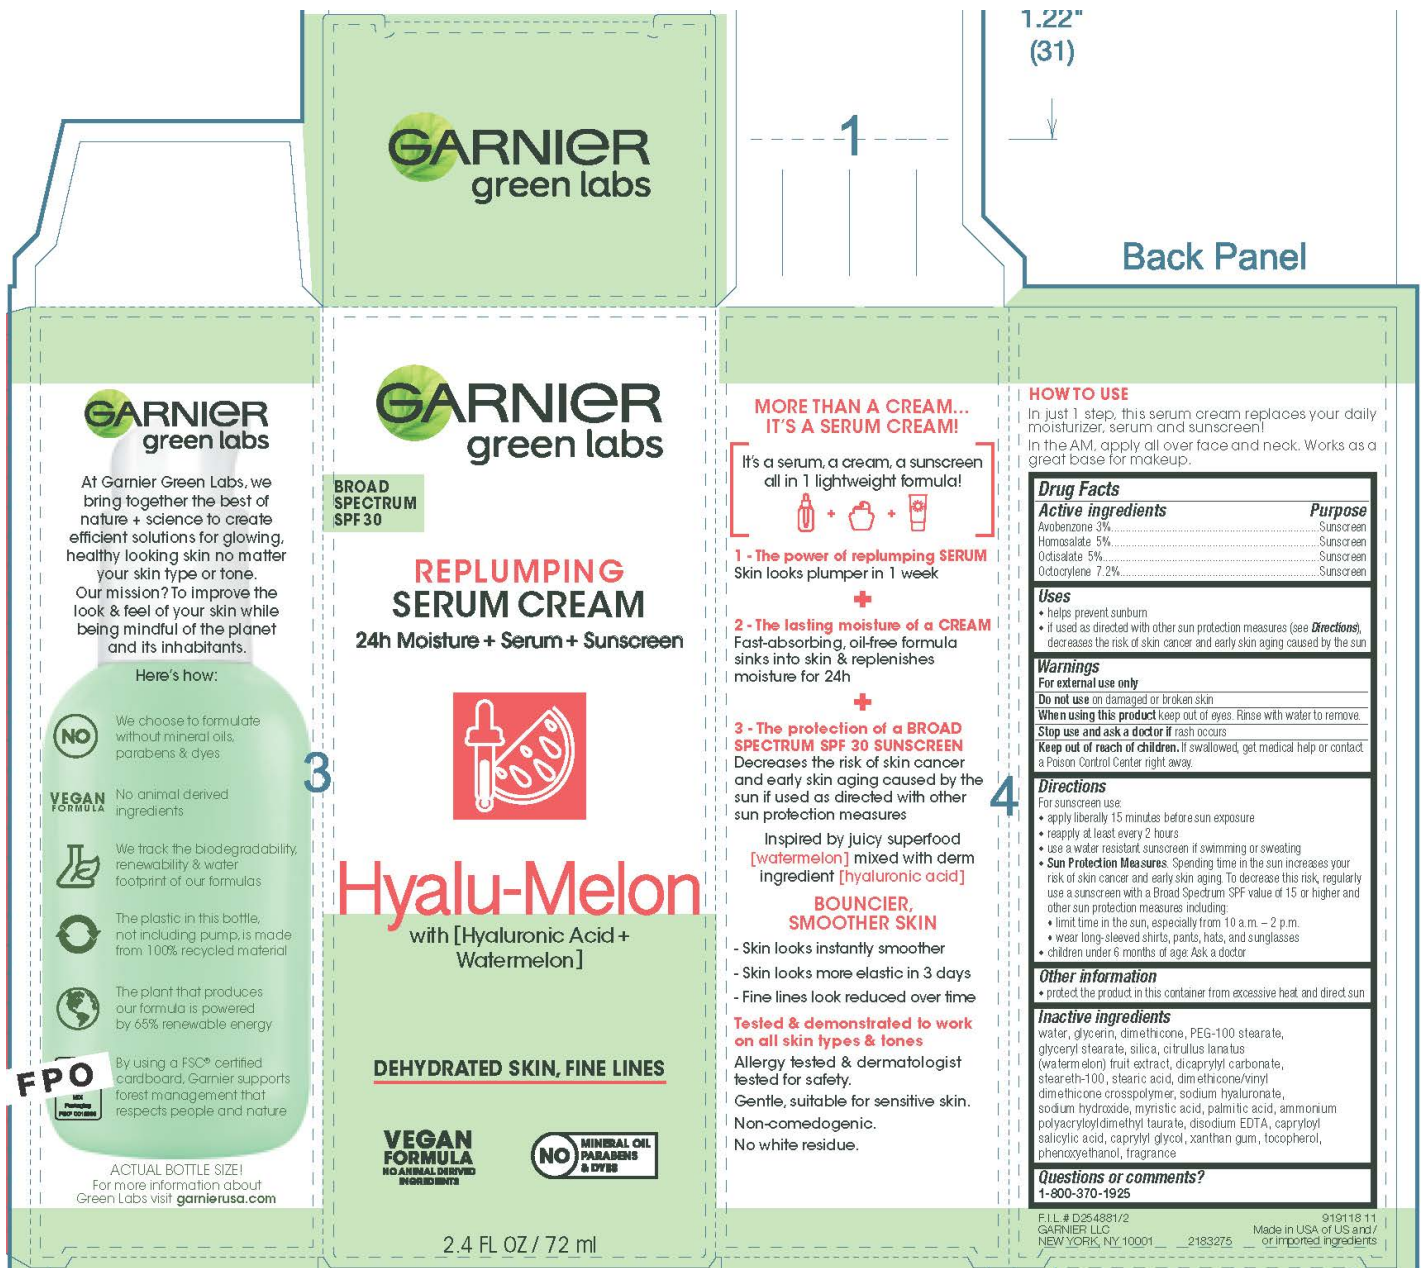 1.22"
(31)
1
Back Panel
GARNIER
green labs
GARNIER
green labs
At Garnier Green Labs, we
bring together the best of
nature + science to create
efficient solutions for glowing,
healthy looking skin no matter
your skin type or tone.
Our mission? To improve the
look & feel of your skin while
being mindful of the planet
and its inhabitants.
Here's how:
NO
We choose to formulate
without mineral oils,
parabens & dyes
VEGAN
FORMULA
No animal derived
ingredients
We track the biodegradability,
renewability & water
footprint of our formulas
The plastic in this bottle,
not including pump, is made
from 100% recycled material
The plant that produces
our formula is powered
by 65% renewable energy
FPO
MIX
Packaging
By using a FSC® certified
cardboard, Garnier supports
forest management that
respects people and nature
ACTUAL BOTTLE SIZE!
For more information about
Green Labs visit garnierusa.com
3
GARNIER
green labs
BROAD
SPECTRUM
SPF 30
REPLUMPING
SERUM CREAM
24h Moisture + Serum + Sunscreen
Hyalu-Melon
with [Hyaluronic Acid +
Watermelon]
DEHYDRATED SKIN, FINE LINES
VEGAN
FORMULA
NO ANIMAL DERIVED
INGREDIENTS
NO
MINERAL OIL
PARABENS
& DYES
2.4 FL OZ / 72 ml
MORE THAN A CREAM...
IT'S A SERUM CREAM!
It's a serum, a cream, a sunscreen
all in 1 lightweight formula!
+ +
1 - The power of replumping SERUM
Skin looks plumper in 1 week
+
2 - The lasting moisture of a CREAM
Fast-absorbing, oil-free formula
sinks into skin & replenishes
moisture for 24h
+
3 - The protection of a BROAD
SPECTRUM SPF 30 SUNSCREEN
Decreases the risk of skin cancer
and early skin aging caused by the
sun if used as directed with other
sun protection measures
Inspired by juicy superfood
[watermelon] mixed with derm
ingredient [hyaluronic acid]
BOUNCIER,
SMOOTHER SKIN
- Skin looks instantly smoother
- Skin looks more elastic in 3 days
- Fine lines look reduced over time
Tested & demonstrated to work
on all skin types & tones
Allergy tested & dermatologist
tested for safety.
Gentle, suitable for sensitive skin.
Non-comedogenic.
No white residue.
4
HOW TO USE
In just 1 step, this serum cream replaces your daily
moisturizer, serum and sunscreen!
In the AM, apply all over face and neck. Works as a
great base for makeup.
Drug Facts
Active ingredients Purpose
Avobenzone 3%........Sunscreen
Homosalate 5%........Sunscreen
Octisalate 5%........Sunscreen
Octocrylene 7.2%........Sunscreen
Uses
♦ helps prevent sunburn
♦ if used as directed with other sun protection measures (see Directions),
decreases the risk of skin cancer and early skin aging caused by the sun
Warnings
For external use only
Do not use on damaged or broken skin
When using this product keep out of eyes. Rinse with water to remove.
Stop use and ask a doctor if rash occurs
Keep out of reach of children. If swallowed, get medical help or contact
a Poison Control Center right away.
Directions
For sunscreen use:
♦ apply liberally 15 minutes before sun exposure
♦ reapply at least every 2 hours
♦ use a water resistant sunscreen if swimming or sweating
♦ Sun Protection Measures. Spending time in the sun increases your
risk of skin cancer and early skin aging. To decrease this risk, regularly
use a sunscreen with a Broad Spectrum SPF value of 15 or higher and
other sun protection measures including:
♦ limit time in the sun, especially from 10 a.m. – 2 p.m.
♦ wear long-sleeved shirts, pants, hats, and sunglasses
♦ children under 6 months of age: Ask a doctor
Other information
♦ protect the product in this container from excessive heat and direct sun
Inactive ingredients
water, glycerin, dimethicone, PEG-100 stearate,
glyceryl stearate, silica, citrullus lanatus
(watermelon) fruit extract, dicaprylyl carbonate,
steareth-100, stearic acid, dimethicone/vinyl
dimethicone crosspolymer, sodium hyaluronate,
sodium hydroxide, myristic acid, palmitic acid, ammonium
polyacryloyldimethyl taurate, disodium EDTA, capryloyl
salicylic acid, caprylyl glycol, xanthan gum, tocopherol,
phenoxyethanol, fragrance
Questions or comments?
1-800-370-1925
F.I.L.# D254881/2 919118 11
GARNIER LLC Made in USA of US and/
NEW YORK, NY 10001 2183275 or imported ingredients